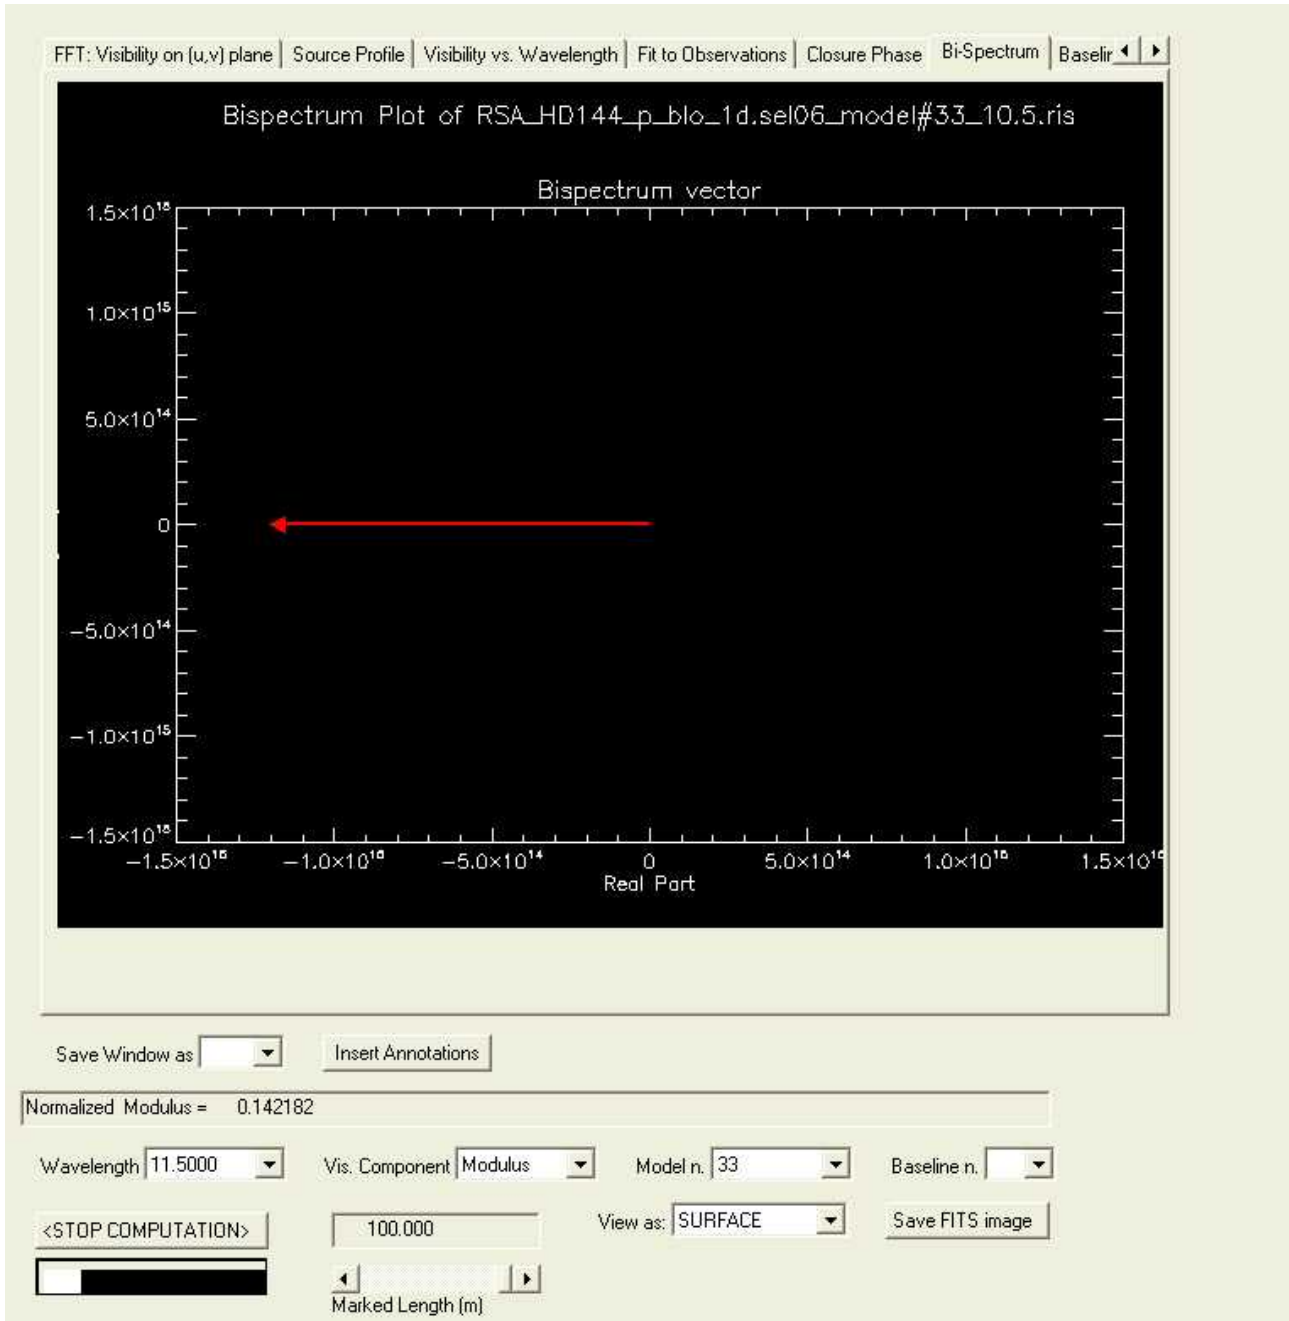 FFT: Visibility on (u,v) plane Source Profile Visibility vs. Wavelength Fit to Observations Closure Phase Bi-Spectrum Baselir
Bispectrum Plot of RSA_HD144_p_blo_1d.sel06_model#33_10.5.ris
Bispectrum vector
1.5×10¹⁵
1.0×10¹⁵
5.0×10¹⁴
0
−5.0×10¹⁴
−1.0×10¹⁵
−1.5×10¹⁵
−1.5×10¹⁵ −1.0×10¹⁵ −5.0×10¹⁴ 0 5.0×10¹⁴ 1.0×10¹⁵ 1.5×10¹⁵
Real Part
Save Window as Insert Annotations
Normalized Modulus = 0.142182
Wavelength 11.5000 Vis. Component Modulus Model n. 33 Baseline n.
<STOP COMPUTATION> 100.000 View as: SURFACE Save FITS image
Marked Length (m)